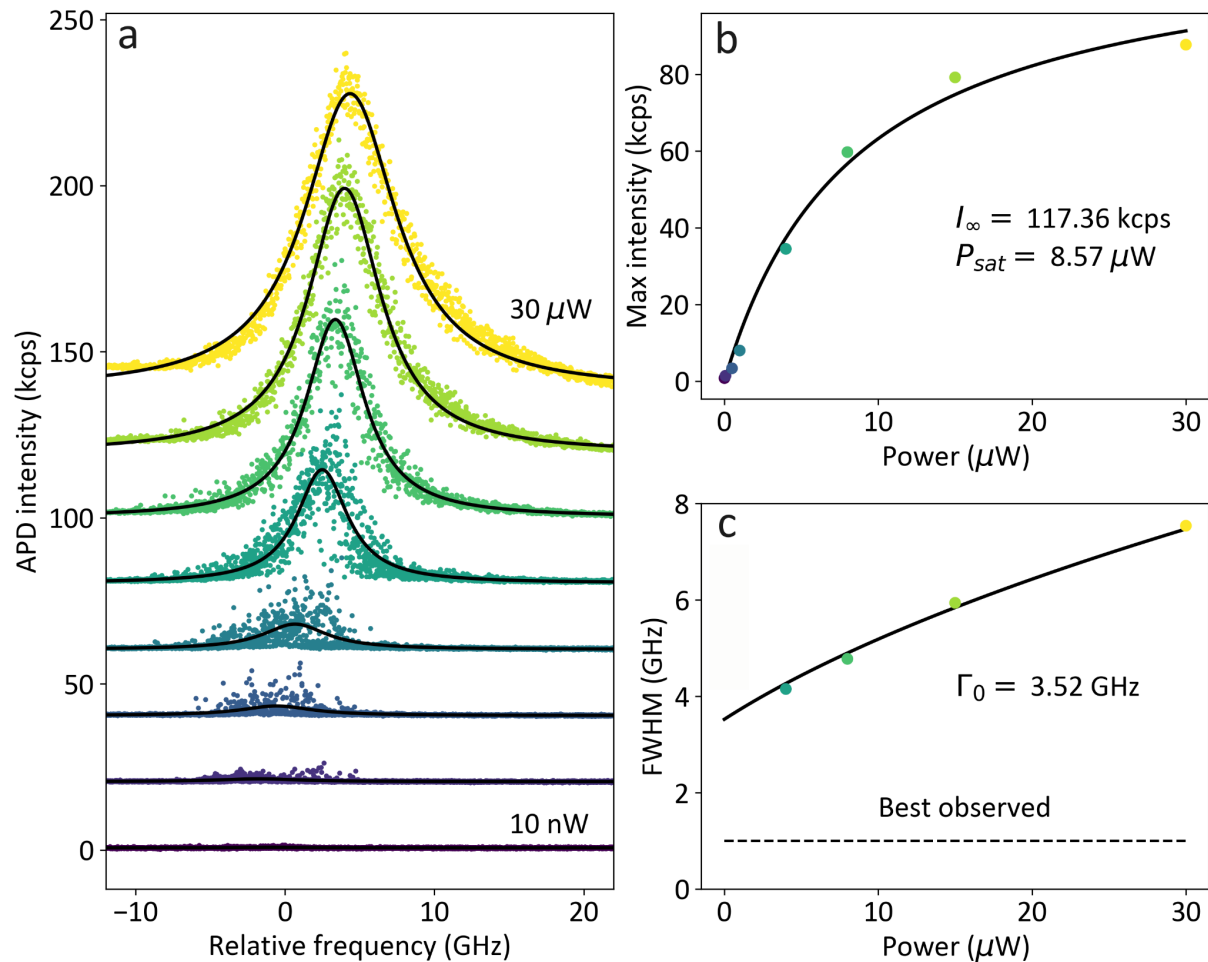 a
250
200
150
100
50
0
APD intensity (kcps)
30 μW
10 nW
−10
0
10
20
Relative frequency (GHz)
b
80
60
40
20
0
Max intensity (kcps)
I∞ = 117.36 kcps
Psat = 8.57 μW
0
10
20
30
Power (μW)
c
8
6
4
2
0
FWHM (GHz)
Γ0 = 3.52 GHz
Best observed
0
10
20
30
Power (μW)